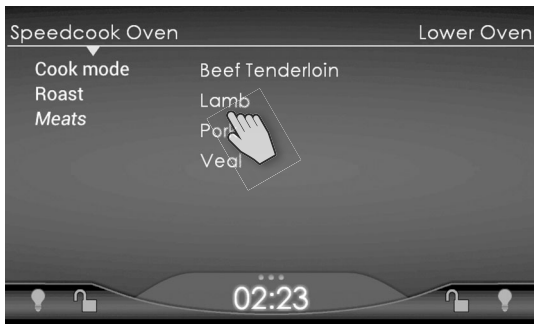 Speedcook Oven
Lower Oven
Cook mode
Roast
Meats
Beef Tenderloin
Lamb
Veal
02:23